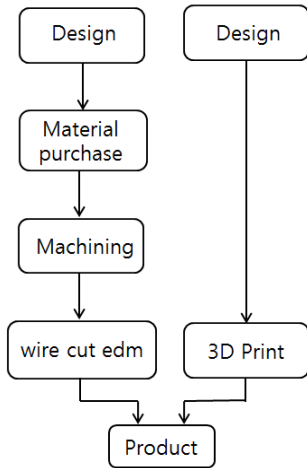 Design
Design
Material
purchase
Machining
wire cut edm
3D Print
Product